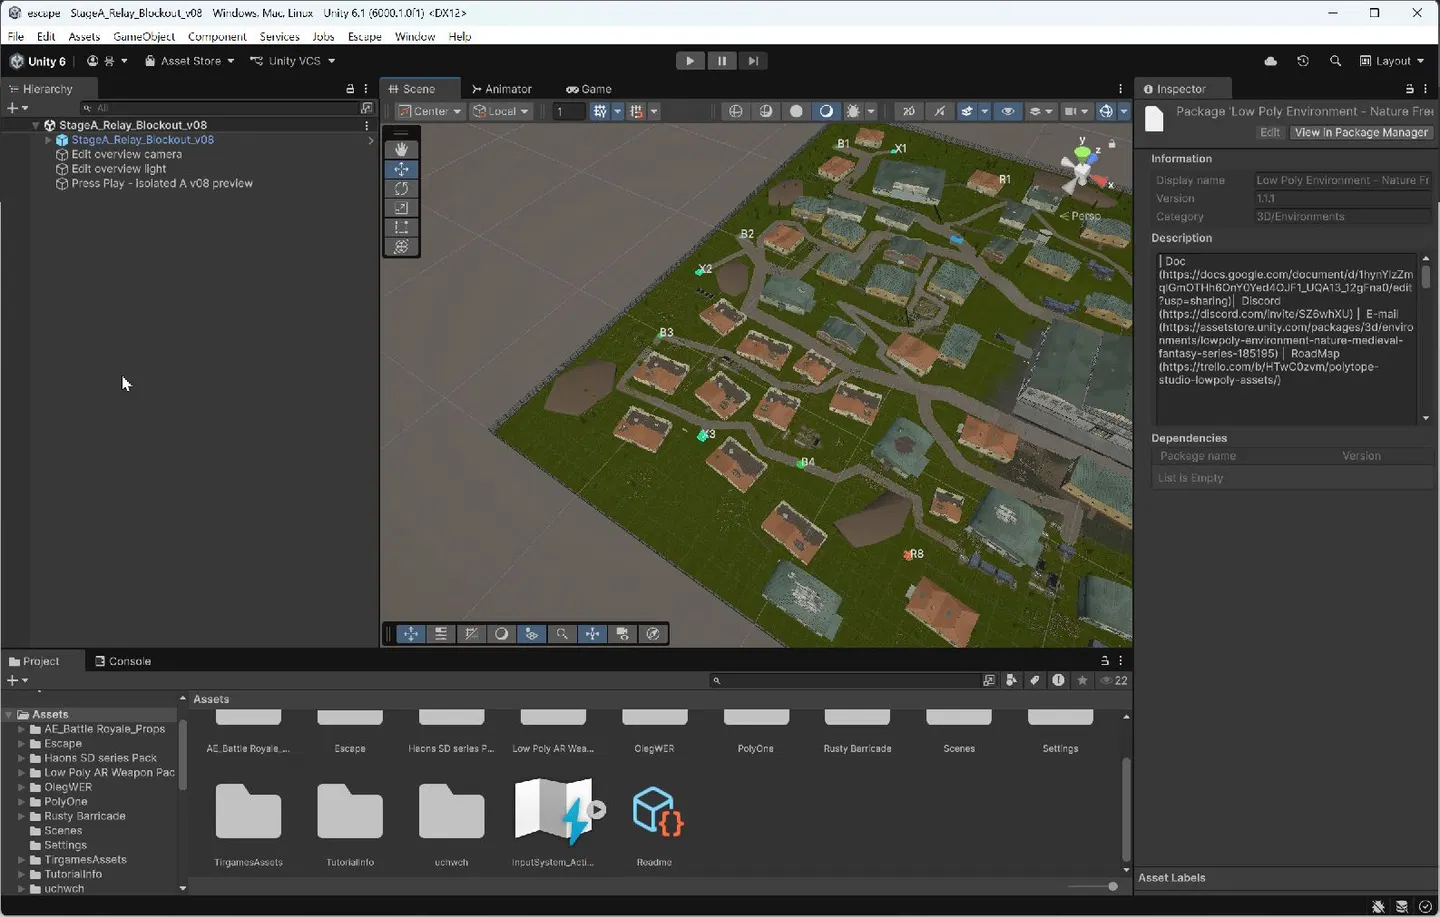 escape - StageA_Relay_Blockout_v08 - Windows, Mac, Linux - Unity 6.1 (6000.1.0f1) <DX12>
File Edit Assets GameObject Component Services Jobs Escape Window Help
Unity 6 Asset Store Unity VCS Layout
Hierarchy
All
StageA_Relay_Blockout_v08
StageA_Relay_Blockout_v08
Edit overview camera
Edit overview light
Press Play - Isolated A v08 preview
Scene Animator Game
Center Local 1
B1
X1
R1
B2
X2
B3
X3
B4
R8
y
z
x
< Persp
Inspector
Package 'Low Poly Environment - Nature Free
Edit View in Package Manager
Information
Display name Low Poly Environment - Nature Fr
Version 1.1.1
Category 3D/Environments
Description
| Doc
(https://docs.google.com/document/d/1hynYlzZm
qIGmOTHh6OnY0Yed4OJF1_UQA13_12gFna0/edit
?usp=sharing)| Discord
(https://discord.com/invite/SZ6whXU) | E-mail
(https://assetstore.unity.com/packages/3d/enviro
nments/lowpoly-environment-nature-medieval-
fantasy-series-185195) | RoadMap
(https://trello.com/b/HTwC0zvm/polytope-
studio-lowpoly-assets/)
Dependencies
Package name Version
List is Empty
Asset Labels
Project Console
22
Assets
AE_Battle Royale_Props
Escape
Haons SD series Pack
Low Poly AR Weapon Pac
OlegWER
PolyOne
Rusty Barricade
Scenes
Settings
TirgamesAssets
TutorialInfo
uchwch
Assets
AE_Battle Royale_... Escape Haons SD series P... Low Poly AR Wea... OlegWER PolyOne Rusty Barricade Scenes Settings
TirgamesAssets TutorialInfo uchwch InputSystem_Acti... Readme